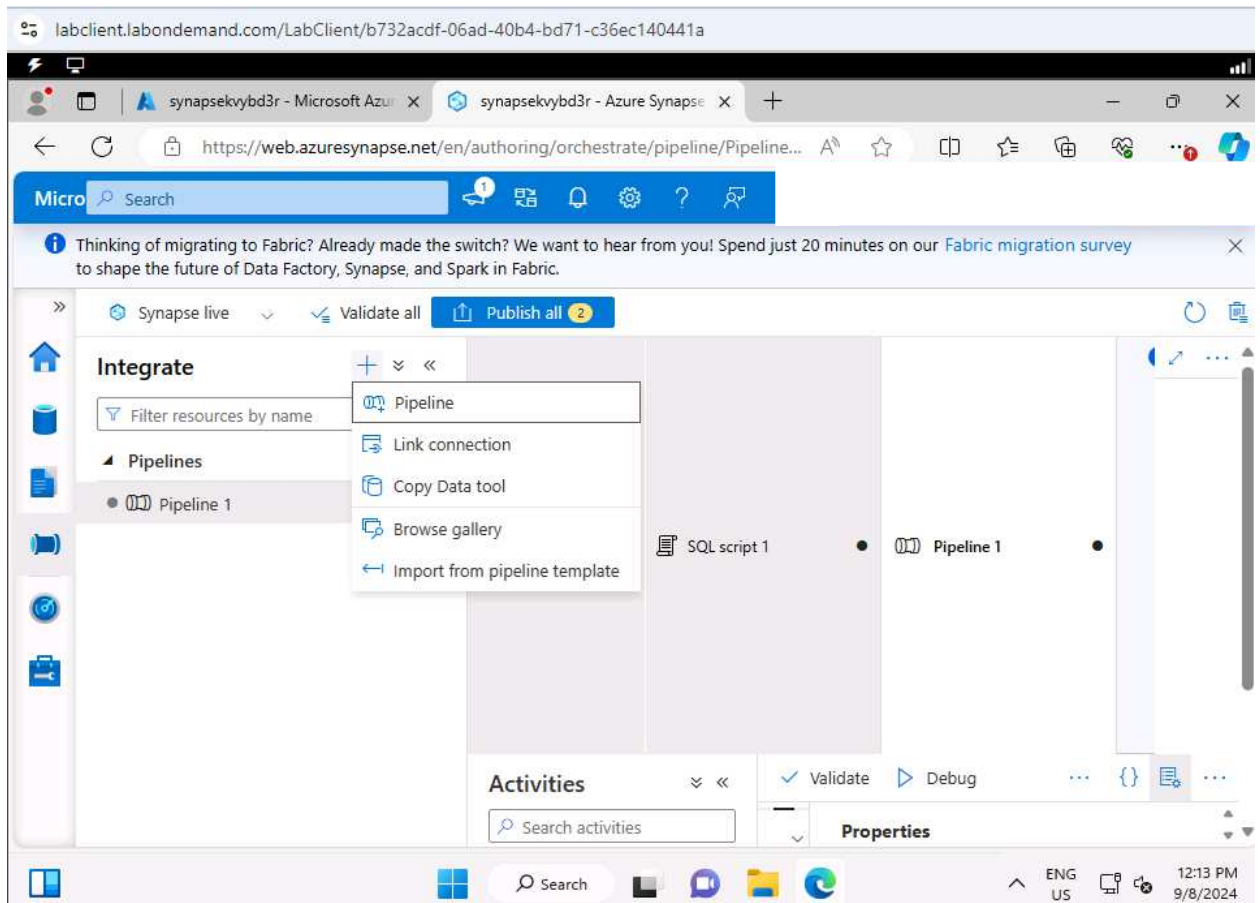 labclient.labondemand.com/LabClient/b732acdf-06ad-40b4-bd71-c36ec140441a
synapsekvybd3r - Microsoft Azur
synapsekvybd3r - Azure Synapse
https://web.azuresynapse.net/en/authoring/orchestrate/pipeline/Pipeline...
Micro
Search
1
Thinking of migrating to Fabric? Already made the switch? We want to hear from you! Spend just 20 minutes on our Fabric migration survey
to shape the future of Data Factory, Synapse, and Spark in Fabric.
Synapse live
Validate all
Publish all 2
Integrate
Filter resources by name
Pipelines
Pipeline 1
Pipeline
Link connection
Copy Data tool
Browse gallery
Import from pipeline template
SQL script 1
Pipeline 1
Activities
Search activities
Validate
Debug
...
{}
...
Properties
Search
ENG
US
12:13 PM
9/8/2024